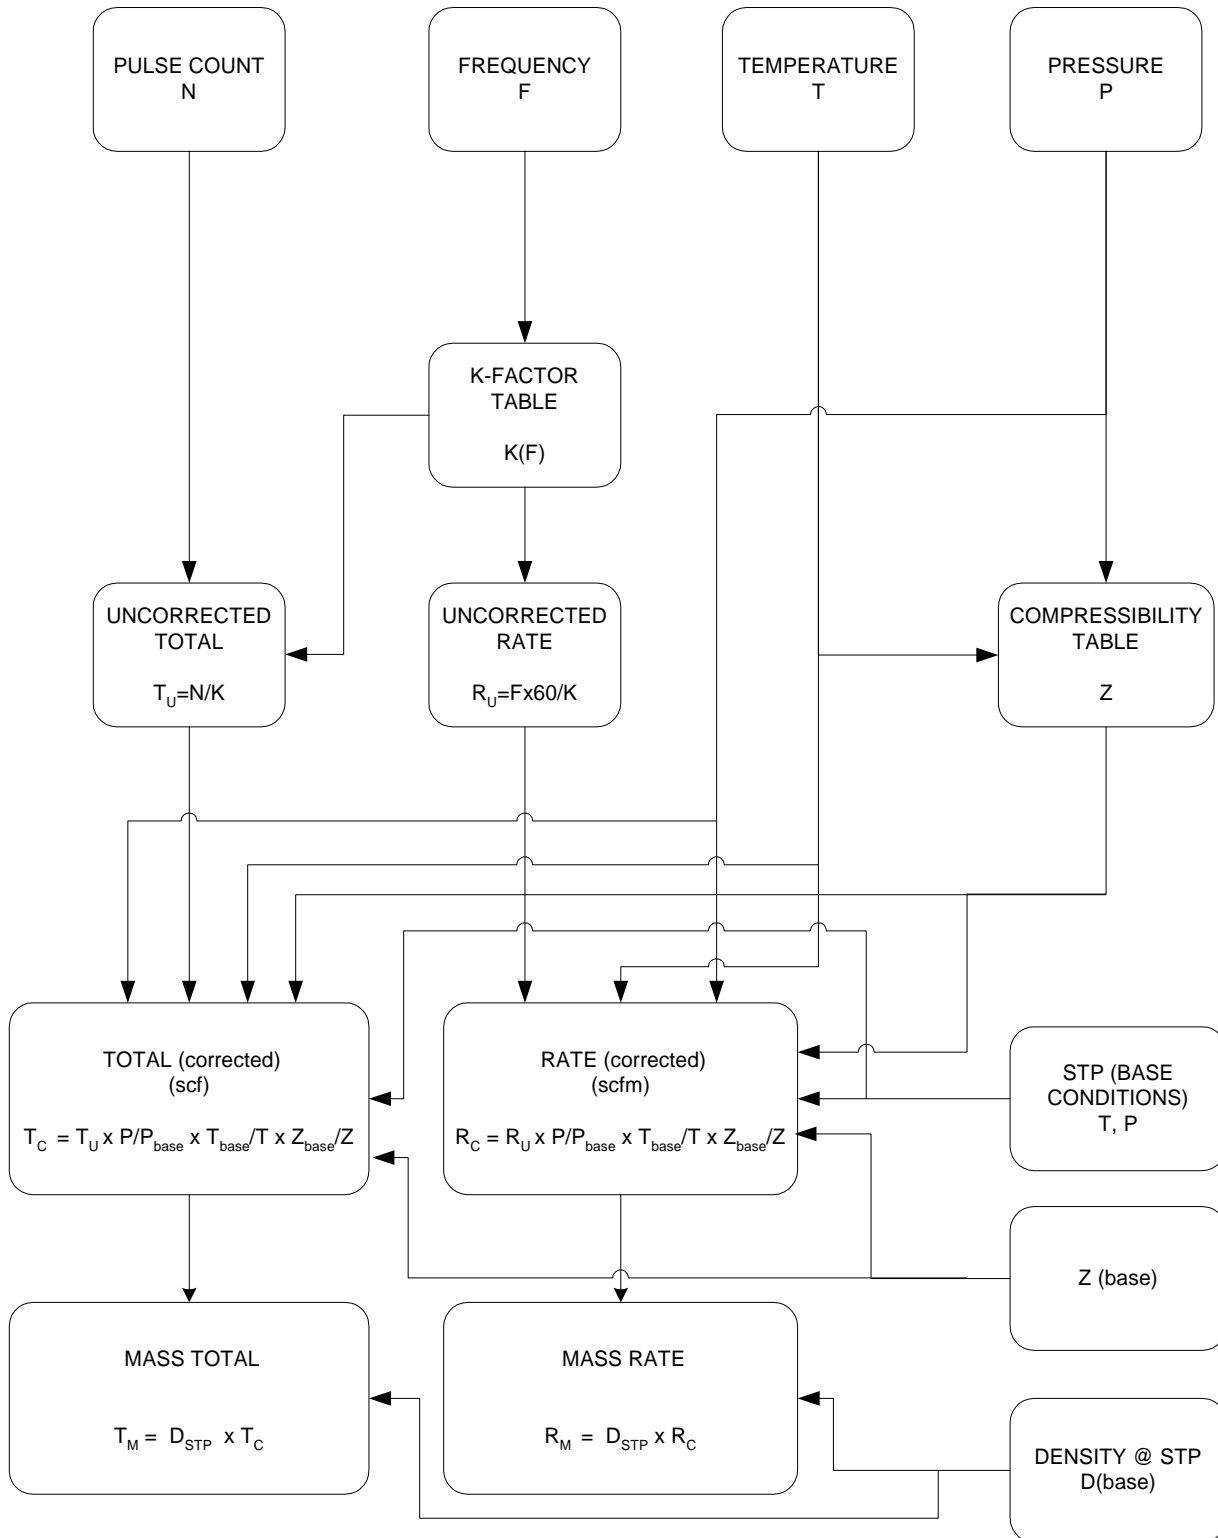 PULSE COUNT
N
FREQUENCY
F
TEMPERATURE
T
PRESSURE
P
K-FACTOR
TABLE
K(F)
UNCORRECTED
TOTAL
T_U=N/K
UNCORRECTED
RATE
R_U=Fx60/K
COMPRESSIBILITY
TABLE
Z
TOTAL (corrected)
(scf)
T_C = T_U x P/P_base x T_base/T x Z_base/Z
RATE (corrected)
(scfm)
R_C = R_U x P/P_base x T_base/T x Z_base/Z
STP (BASE
CONDITIONS)
T, P
Z (base)
MASS TOTAL
T_M = D_STP x T_C
MASS RATE
R_M = D_STP x R_C
DENSITY @ STP
D(base)